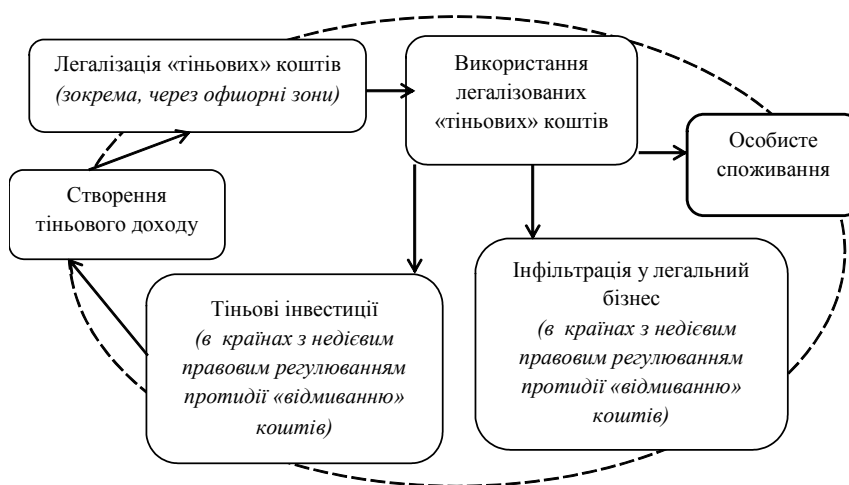 Легалізація «тіньових» коштів
(зокрема, через офшорні зони)
Використання
легалізованих
«тіньових» коштів
Особисте
споживання
Створення
тіньового доходу
Тіньові інвестиції
(в країнах з недієвим
правовим регулюванням
протидії «відмиванню»
коштів)
Інфільтрація у легальний
бізнес
(в країнах з недієвим
правовим регулюванням
протидії «відмиванню»
коштів)